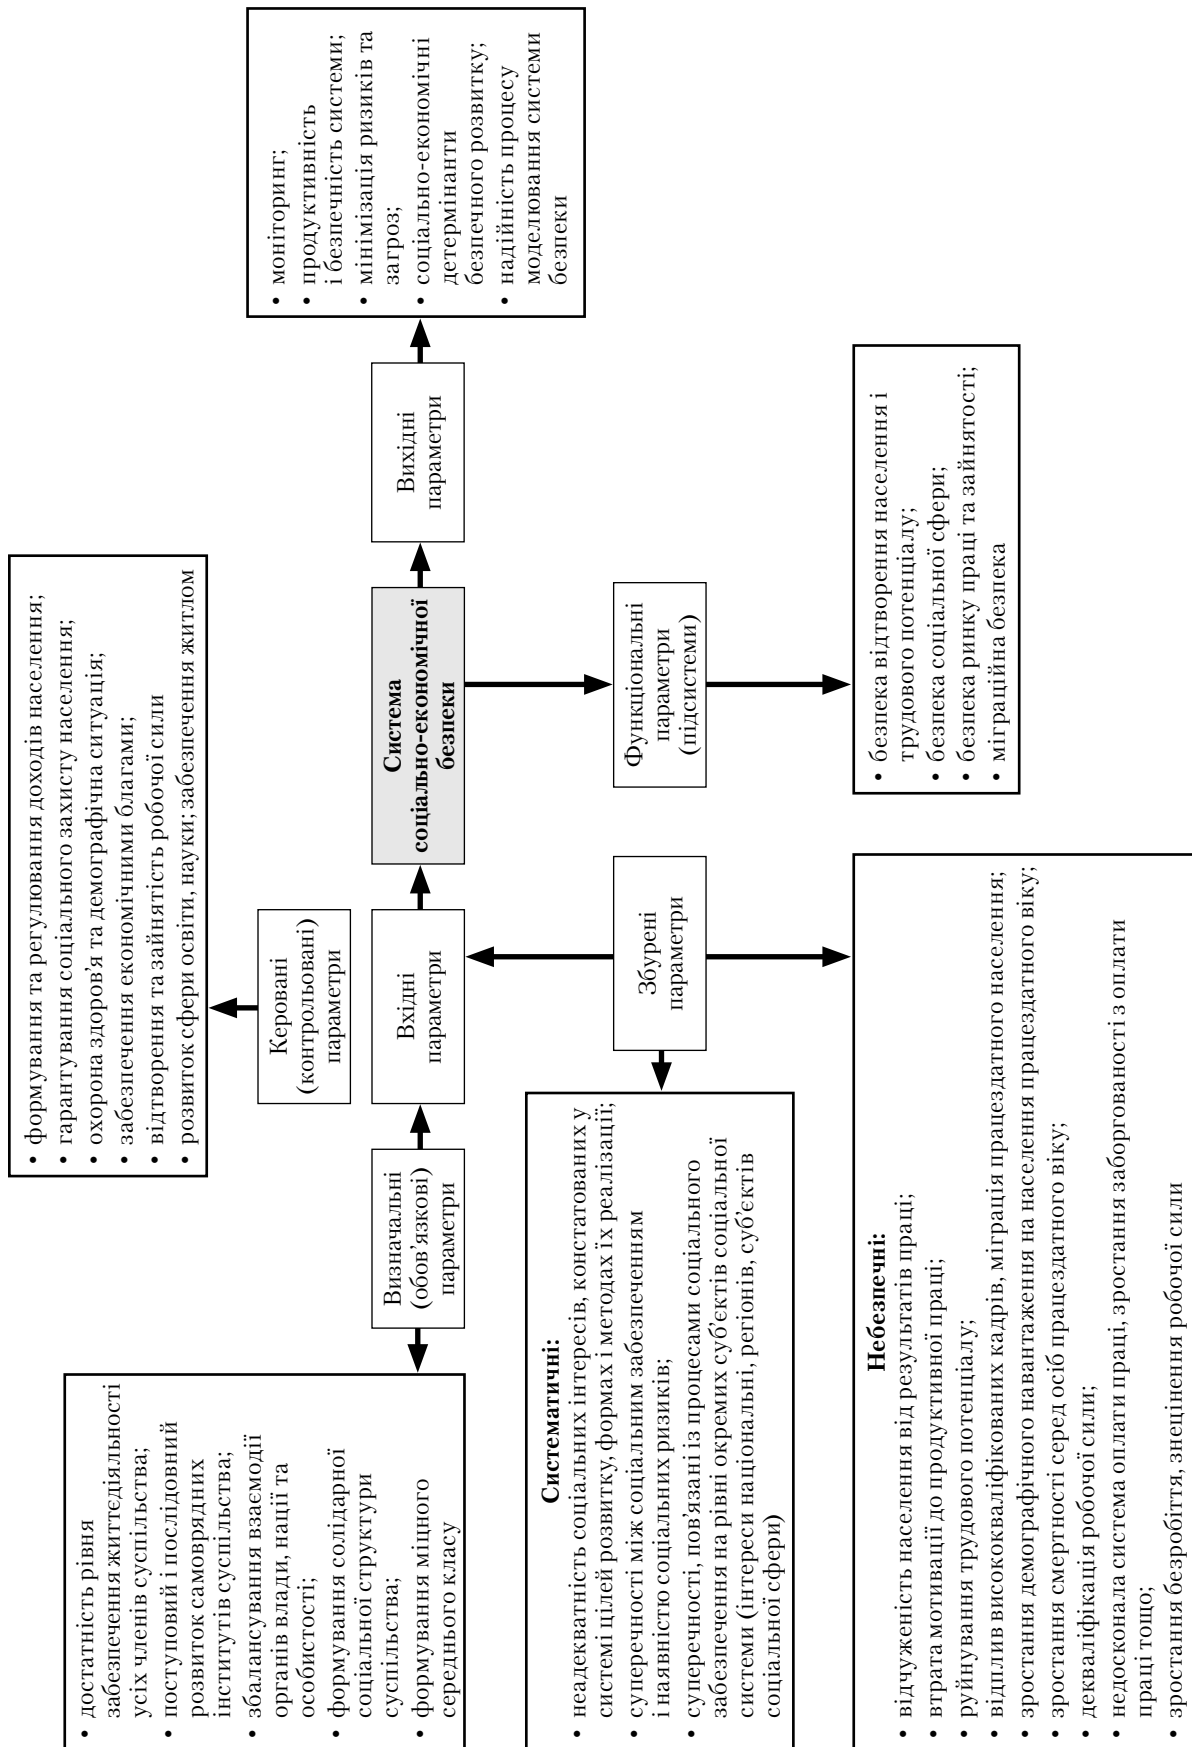 • формування та регулювання доходів населення;
• гарантування соціального захисту населення;
• охорона здоров'я та демографічна ситуація;
• забезпечення економічними благами;
• відтворення та зайнятість робочої сили
• розвиток сфери освіти, науки; забезпечення житлом
Керовані
(контрольовані)
параметри
• достатність рівня
забезпечення життєдіяльності
усіх членів суспільства;
• поступовий і послідовний
розвиток самоврядних
інститутів суспільства;
• збалансування взаємодії
органів влади, нації та
особистості;
• формування солідарної
соціальної структури
суспільства;
• формування міцного
середнього класу
Визначальні
(обов'язкові)
параметри
Вхідні
параметри
Система
соціально-економічної
безпеки
Вихідні
параметри
• моніторинг;
• продуктивність
і безпечність системи;
• мінімізація ризиків та
загроз;
• соціально-економічні
детермінанти
безпечного розвитку;
• надійність процесу
моделювання системи
безпеки
Систематичні:
• неадекватність соціальних інтересів, констатованих у
системі цілей розвитку, формах і методах їх реалізації;
• суперечності між соціальним забезпеченням
і наявністю соціальних ризиків;
• суперечності, пов'язані із процесами соціального
забезпечення на рівні окремих суб'єктів соціальної
системи (інтереси національні, регіонів, суб'єктів
соціальної сфери)
Збурені
параметри
Функціональні
параметри
(підсистеми)
Небезпечні:
• відчуженість населення від результатів праці;
• втрата мотивації до продуктивної праці;
• руйнування трудового потенціалу;
• відплив висококваліфікованих кадрів, міграція працездатного населення;
• зростання демографічного навантаження на населення працездатного віку;
• зростання смертності серед осіб працездатного віку;
• декваліфікація робочої сили;
• недосконала система оплати праці, зростання заборгованості з оплати
праці тощо;
• зростання безробіття, знецінення робочої сили
• безпека відтворення населення і
трудового потенціалу;
• безпека соціальної сфери;
• безпека ринку праці та зайнятості;
• міграційна безпека